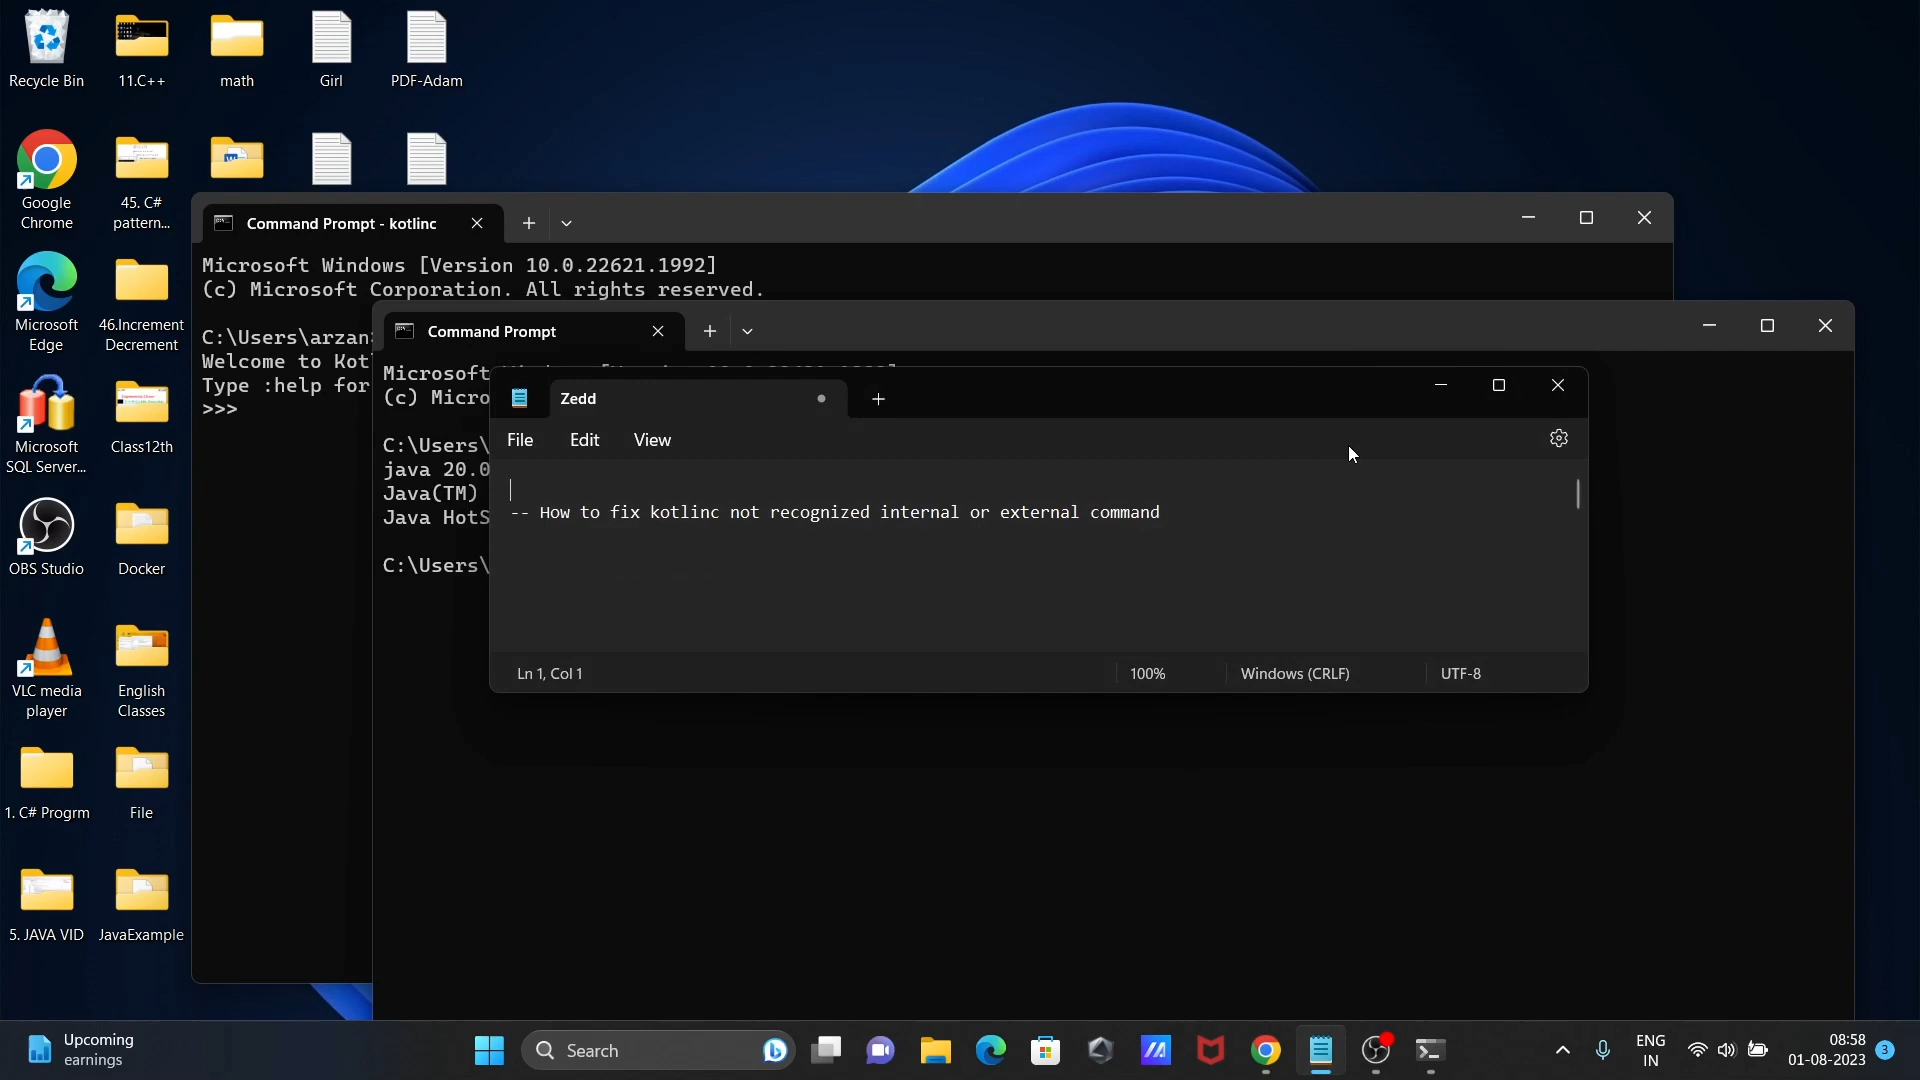 Recycle Bin
11.C++
math
Girl
PDF-Adam
Google
Chrome
45. C#
pattern...
Microsoft
Edge
46.Increment
Decrement
Microsoft
SQL Server...
Class12th
OBS Studio
Docker
VLC media
player
English
Classes
1. C# Progrm
File
5. JAVA VID
JavaExample
Command Prompt - kotlinc
Microsoft Windows [Version 10.0.22621.1992]
(c) Microsoft Corporation. All rights reserved.
C:\Users\arzan
Welcome to Kotl
Type :help for
>>>
Command Prompt
Microsoft
(c) Micro
C:\Users\
java 20.0
Java(TM)
Java HotS
C:\Users\
Zedd
File Edit View
-- How to fix kotlinc not recognized internal or external command
Ln 1, Col 1
100%
Windows (CRLF)
UTF-8
Upcoming
earnings
Search
ENG
IN
08:58
01-08-2023
3